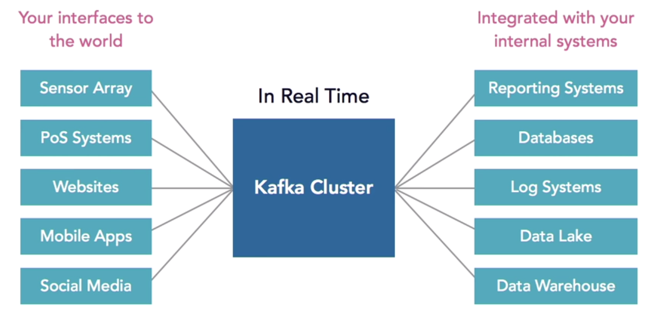 Your interfaces to
the world
Sensor Array
PoS Systems
Websites
Mobile Apps
Social Media
In Real Time
Kafka Cluster
Integrated with your
internal systems
Reporting Systems
Databases
Log Systems
Data Lake
Data Warehouse